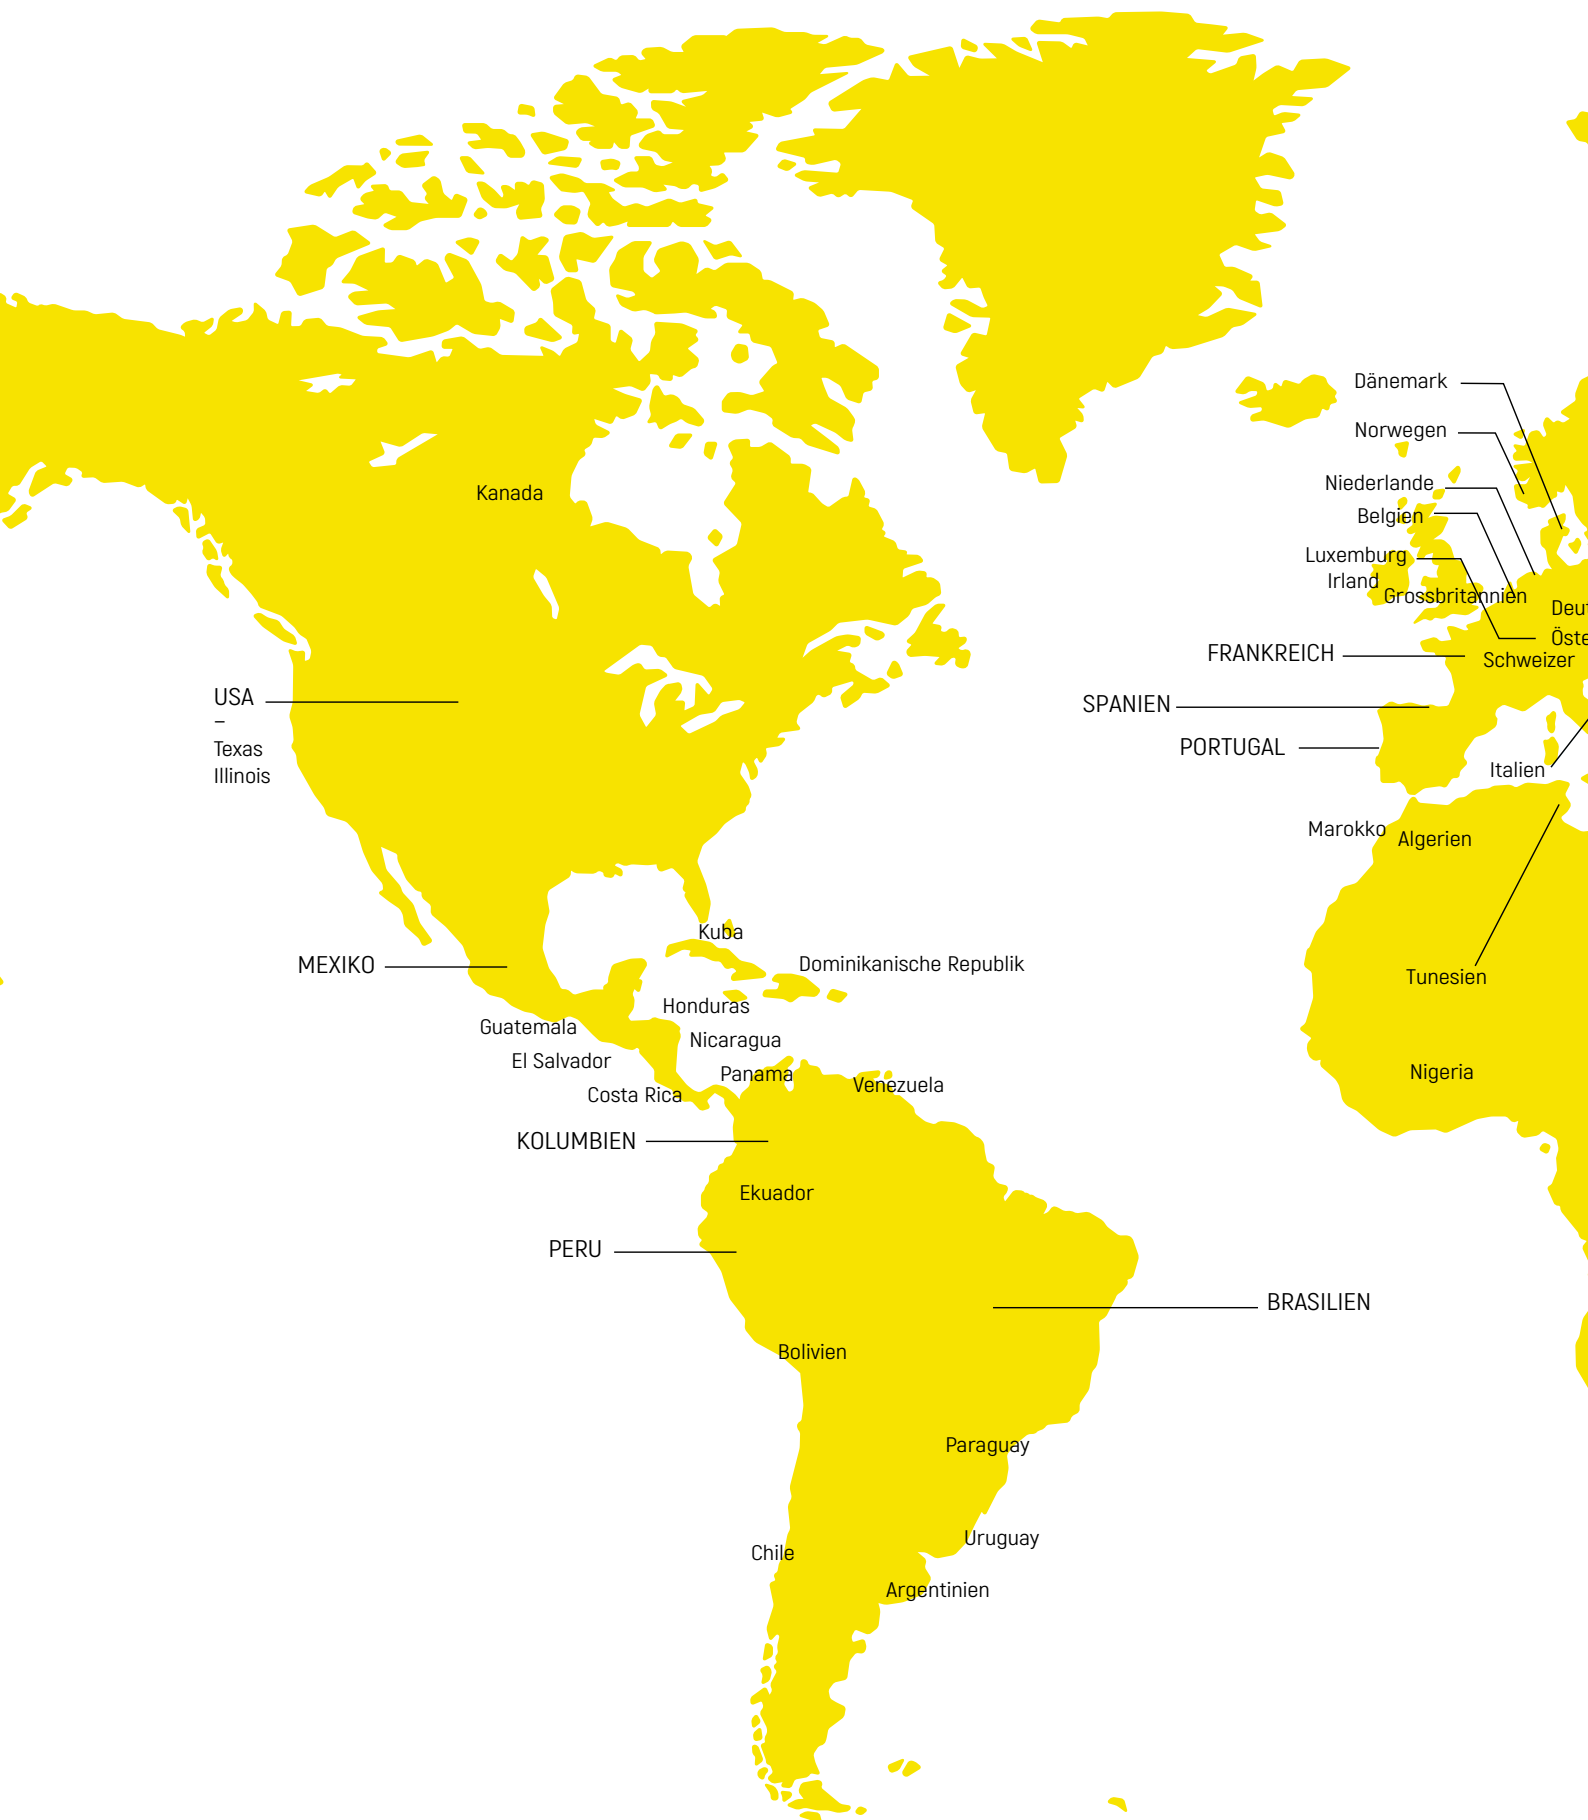 Dänemark
Norwegen
Niederlande
Kanada
Belgien
Luxemburg
Irland
Grossbritannien
Deut
Öste
FRANKREICH
Schweizer
USA
–
Texas
Illinois
SPANIEN
PORTUGAL
Italien
Marokko
Algerien
Kuba
MEXIKO
Dominikanische Republik
Tunesien
Honduras
Guatemala
Nicaragua
El Salvador
Panama
Nigeria
Venezuela
Costa Rica
KOLUMBIEN
Ekuador
PERU
BRASILIEN
Bolivien
Paraguay
Uruguay
Chile
Argentinien